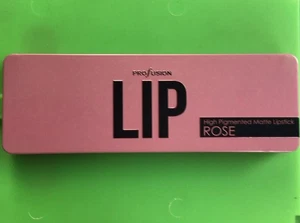 PROFUSION
LIP
High Pigmented Matte Lipstick
ROSE